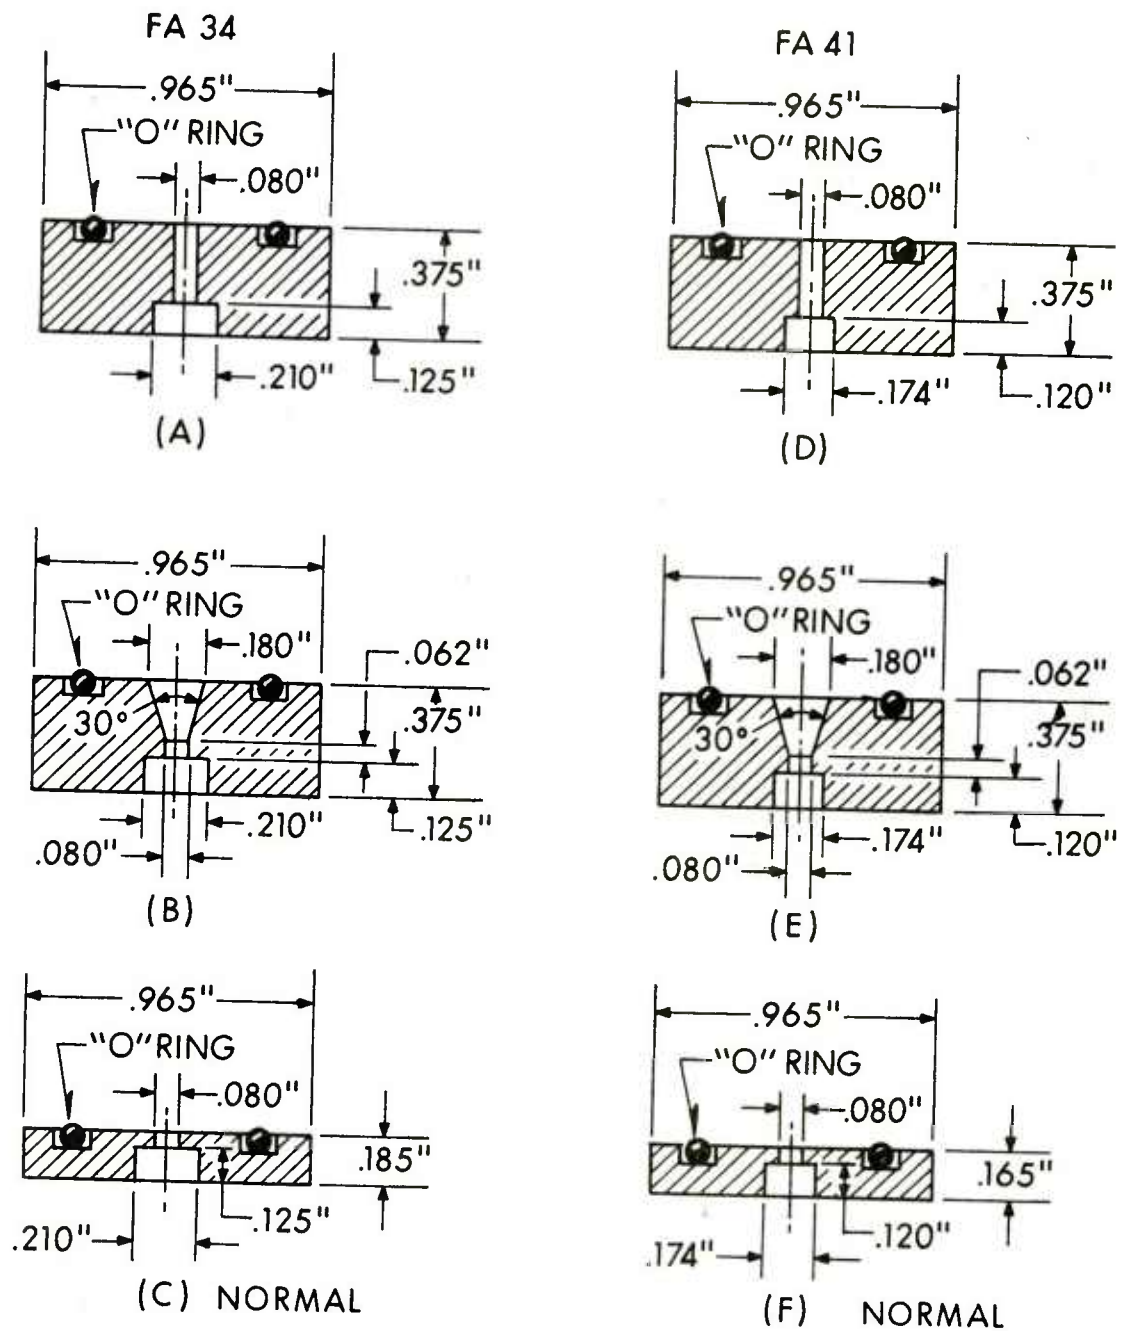 FA 34
.965"
"O" RING
.080"
.375"
.210"
.125"
(A)
FA 41
.965"
"O" RING
.080"
.375"
.174"
.120"
(D)
.965"
"O" RING
.180"
.062"
30°
.375"
.210"
.125"
.080"
(B)
.965"
"O" RING
.180"
.062"
30°
.375"
.174"
.120"
.080"
(E)
.965"
"O" RING
.080"
.185"
.125"
.210"
(C) NORMAL
.965"
"O" RING
.080"
.165"
.120"
.174"
(F) NORMAL